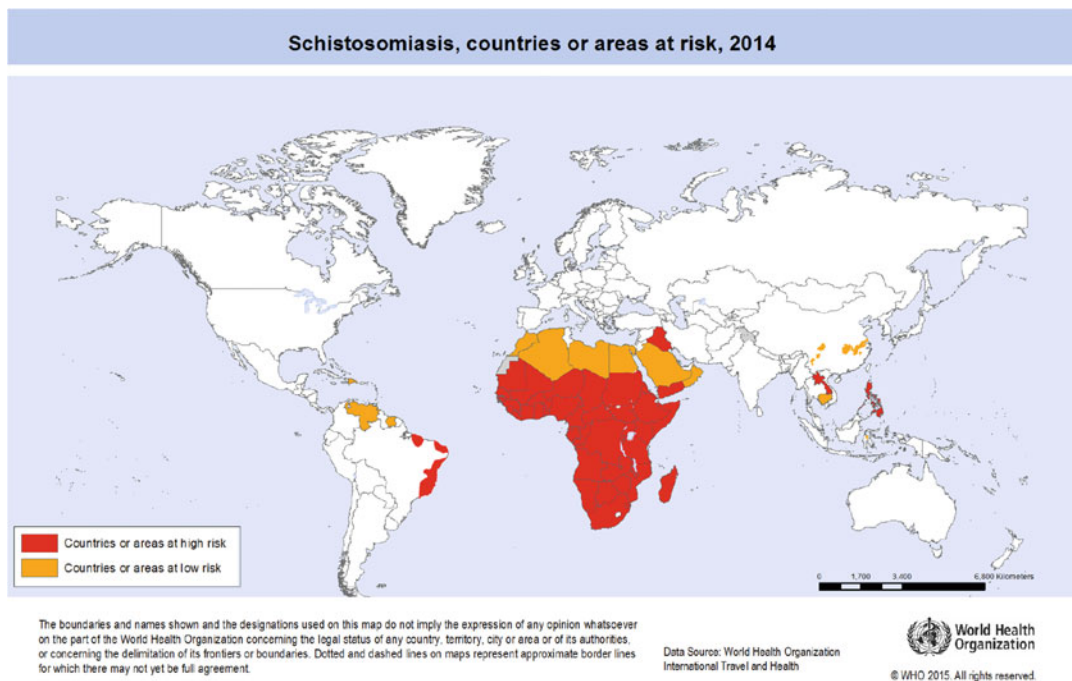 Schistosomiasis, countries or areas at risk, 2014
Countries or areas at high risk
Countries or areas at low risk
0 1,700 3,400 6,800 Kilometers
The boundaries and names shown and the designations used on this map do not imply the expression of any opinion whatsoever
on the part of the World Health Organization concerning the legal status of any country, territory, city or area or of its authorities,
or concerning the delimitation of its frontiers or boundaries. Dotted and dashed lines on maps represent approximate border lines
for which there may not yet be full agreement.
Data Source: World Health Organization
International Travel and Health
World Health
Organization
© WHO 2015. All rights reserved.